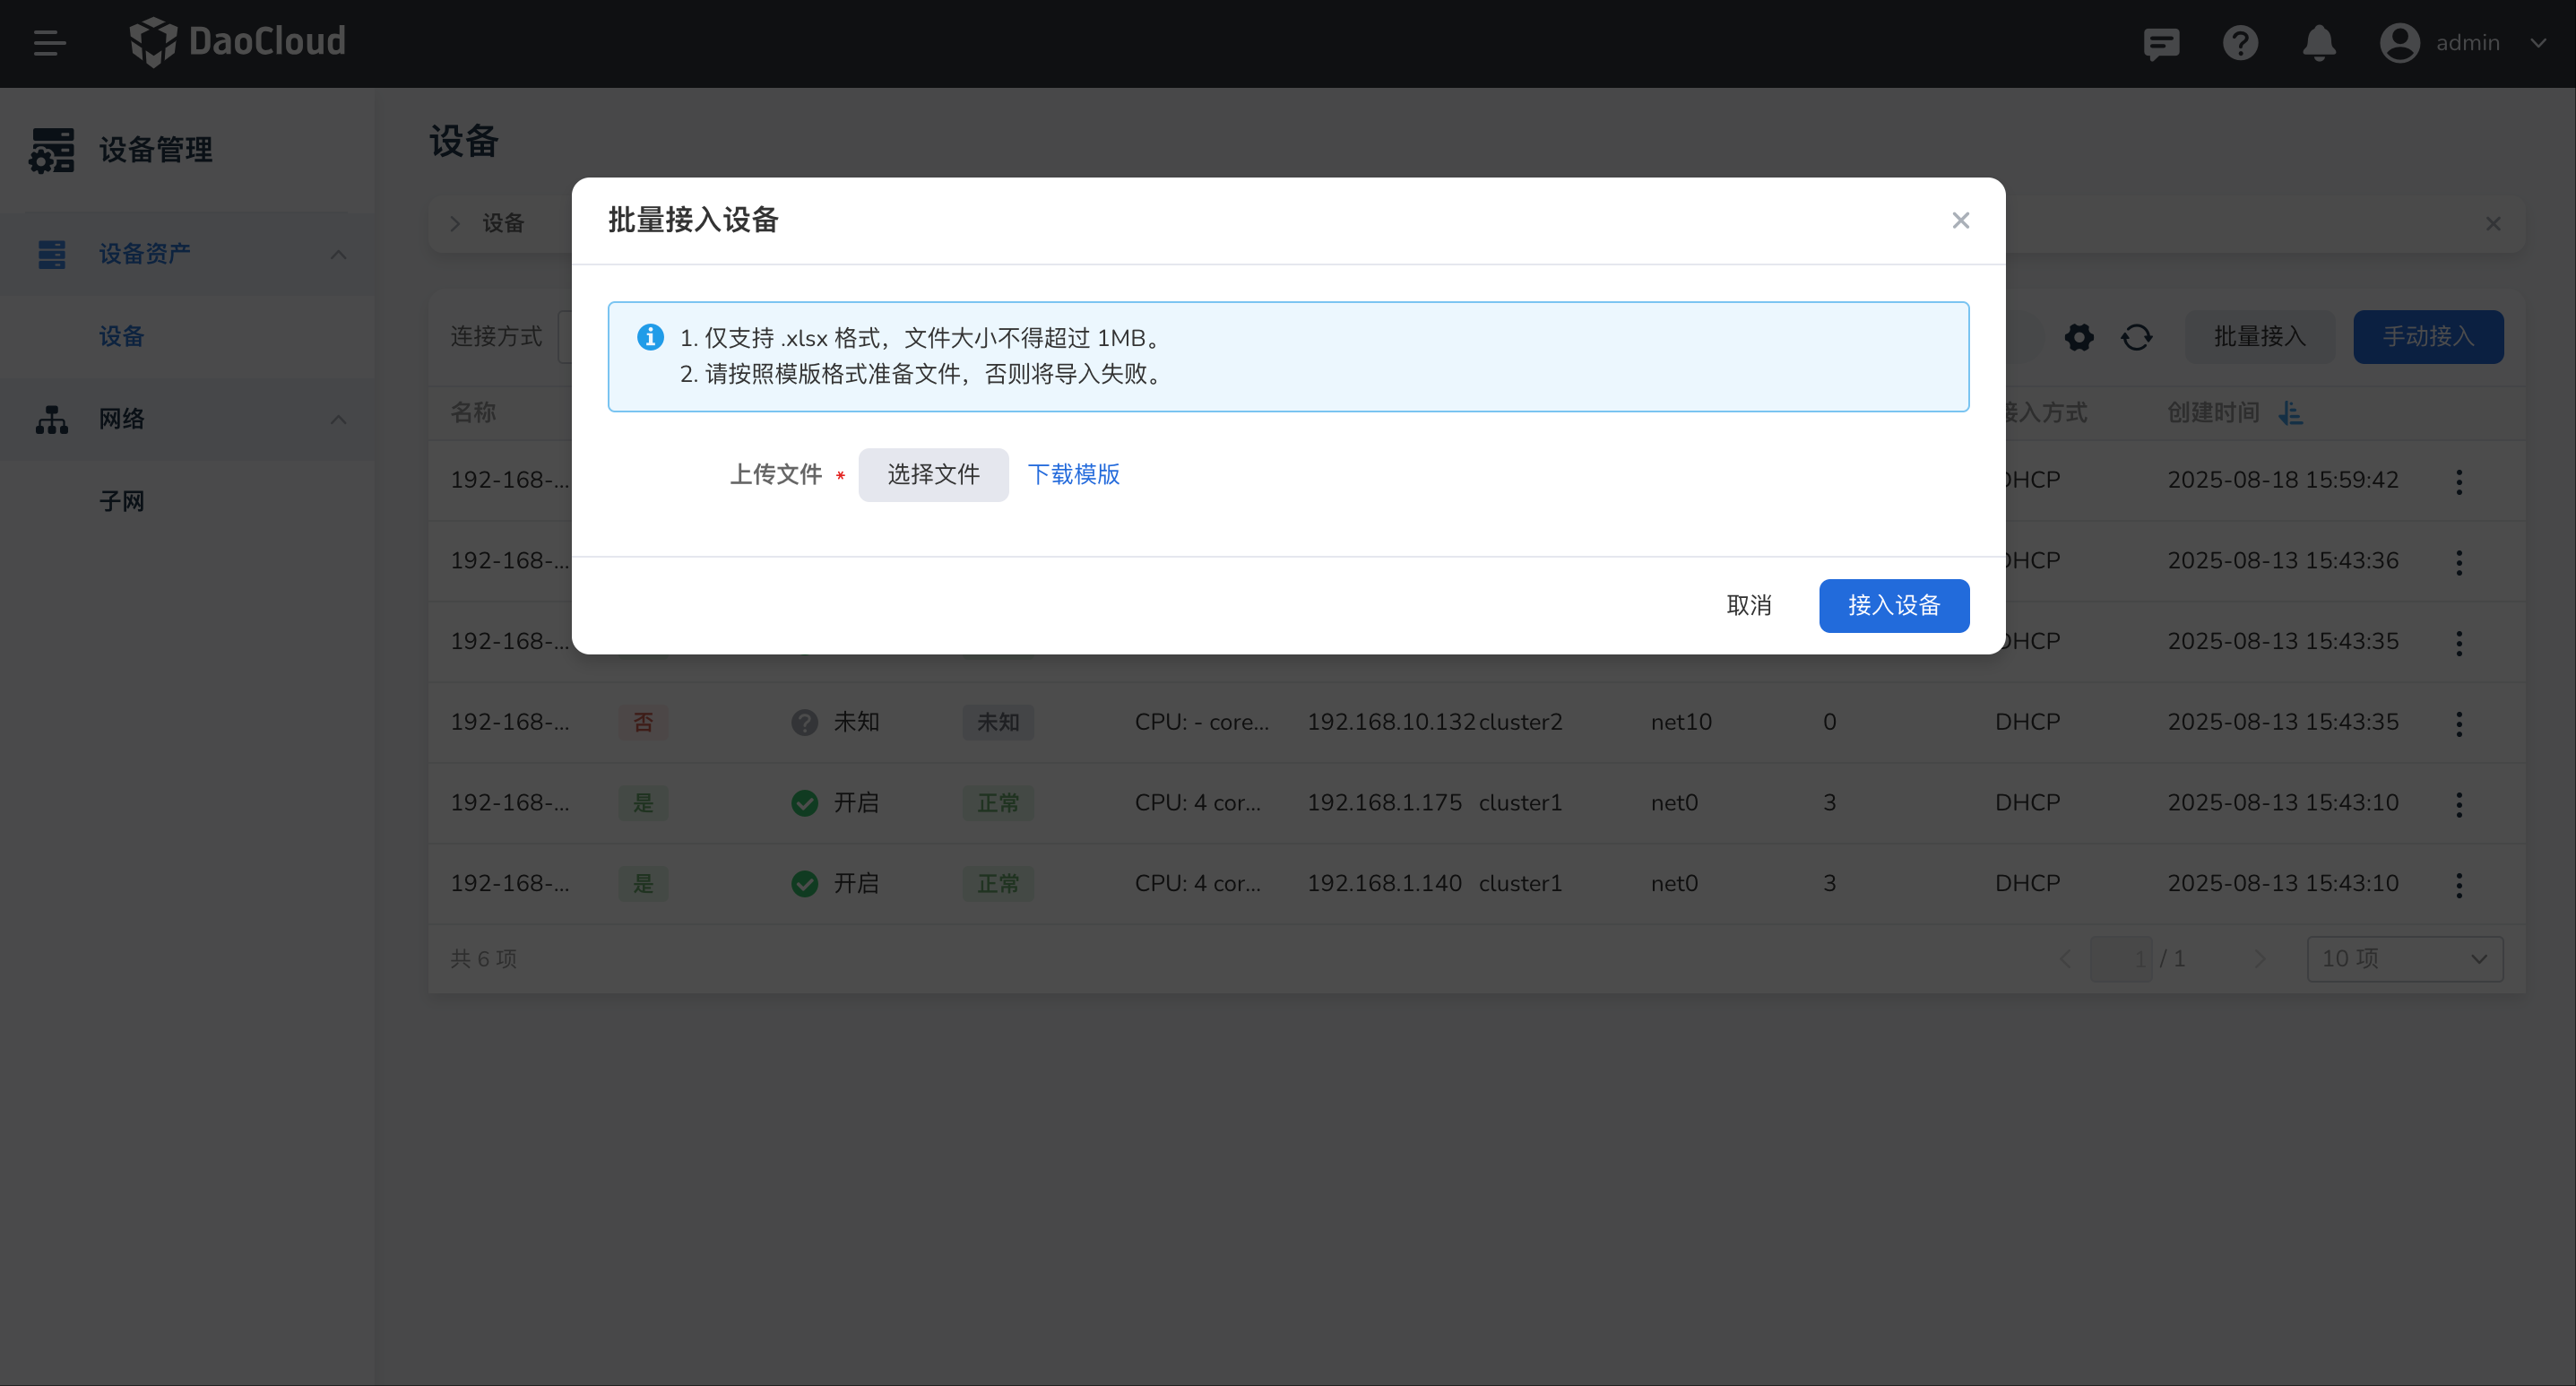 DaoCloud
admin
设备管理
设备资产
设备
网络
子网
设备
设备
批量接入设备
1. 仅支持 .xlsx 格式，文件大小不得超过 1MB。
2. 请按照模版格式准备文件，否则将导入失败。
上传文件 * 选择文件 下载模版
取消 接入设备
连接方式 批量接入 手动接入
名称 入方式 创建时间
192-168-... DHCP 2025-08-18 15:59:42
192-168-... DHCP 2025-08-13 15:43:36
192-168-... DHCP 2025-08-13 15:43:35
192-168-... 否 未知 未知 CPU: - core... 192.168.10.132 cluster2 net10 0 DHCP 2025-08-13 15:43:35
192-168-... 是 开启 正常 CPU: 4 cor... 192.168.1.175 cluster1 net0 3 DHCP 2025-08-13 15:43:10
192-168-... 是 开启 正常 CPU: 4 cor... 192.168.1.140 cluster1 net0 3 DHCP 2025-08-13 15:43:10
共 6 项 1 / 1 10 项